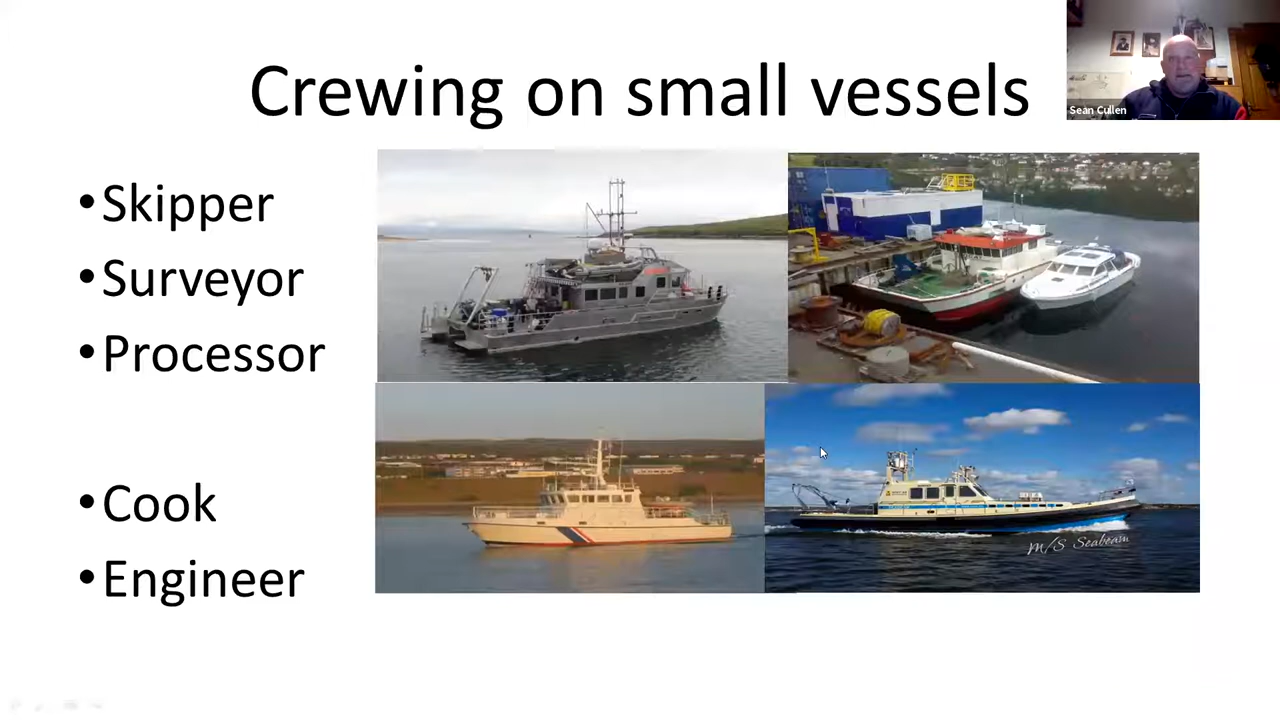 Crewing on small vessels
Sean Cullen
•Skipper
•Surveyor
•Processor
•Cook
•Engineer
M/S Seabeam